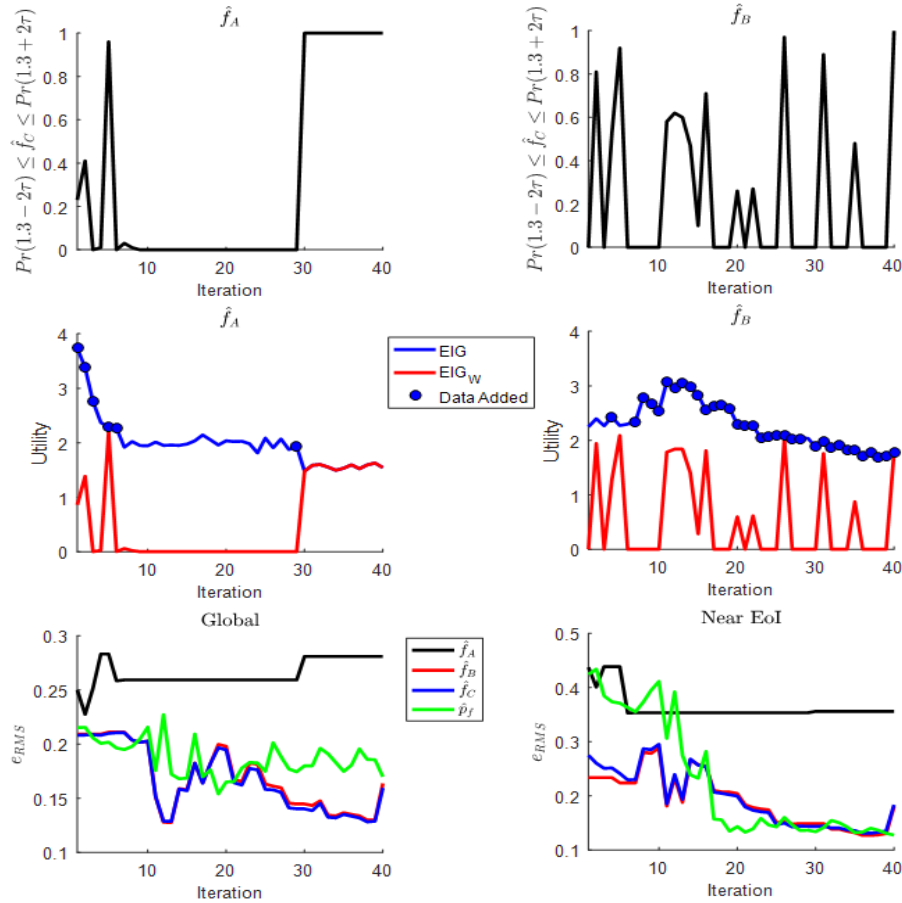 f̂_A
f̂_B
Pr(1.3 − 2τ) ≤ f̂_C ≤ Pr(1.3 + 2τ)
1
0.8
0.6
0.4
0.2
0
10
20
30
40
Iteration
Pr(1.3 − 2τ) ≤ f̂_C ≤ Pr(1.3 + 2τ)
1
0.8
0.6
0.4
0.2
0
10
20
30
40
Iteration
f̂_A
f̂_B
Utility
4
3
2
1
0
10
20
30
40
Iteration
EIG
EIG_W
Data Added
Utility
4
3
2
1
0
10
20
30
40
Iteration
Global
Near EoI
e_RMS
0.3
0.25
0.2
0.15
0.1
10
20
30
40
Iteration
f̂_A
f̂_B
f̂_C
p̂_f
e_RMS
0.5
0.4
0.3
0.2
0.1
10
20
30
40
Iteration